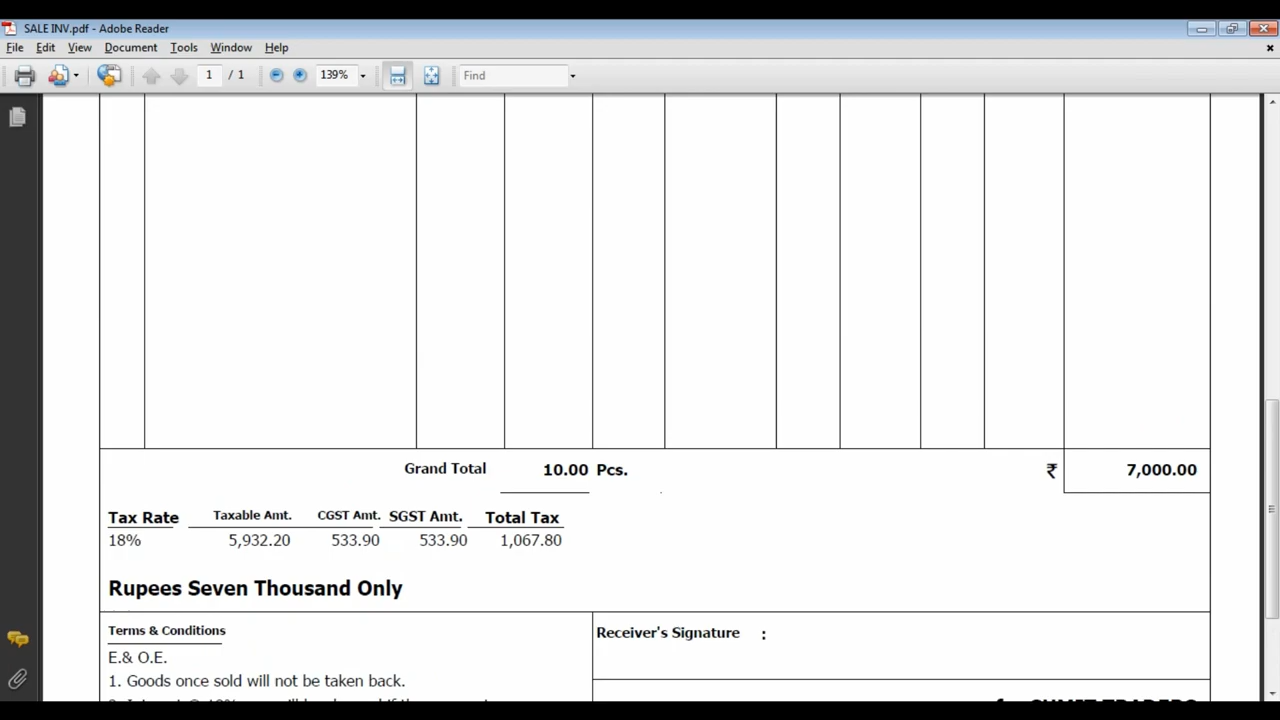 SALE INV.pdf - Adobe Reader
File Edit View Document Tools Window Help
1 / 1 139% Find
Grand Total 10.00 Pcs. ₹ 7,000.00
Tax Rate Taxable Amt. CGST Amt. SGST Amt. Total Tax
18% 5,932.20 533.90 533.90 1,067.80
Rupees Seven Thousand Only
Terms & Conditions
Receiver's Signature :
E.& O.E.
1. Goods once sold will not be taken back.